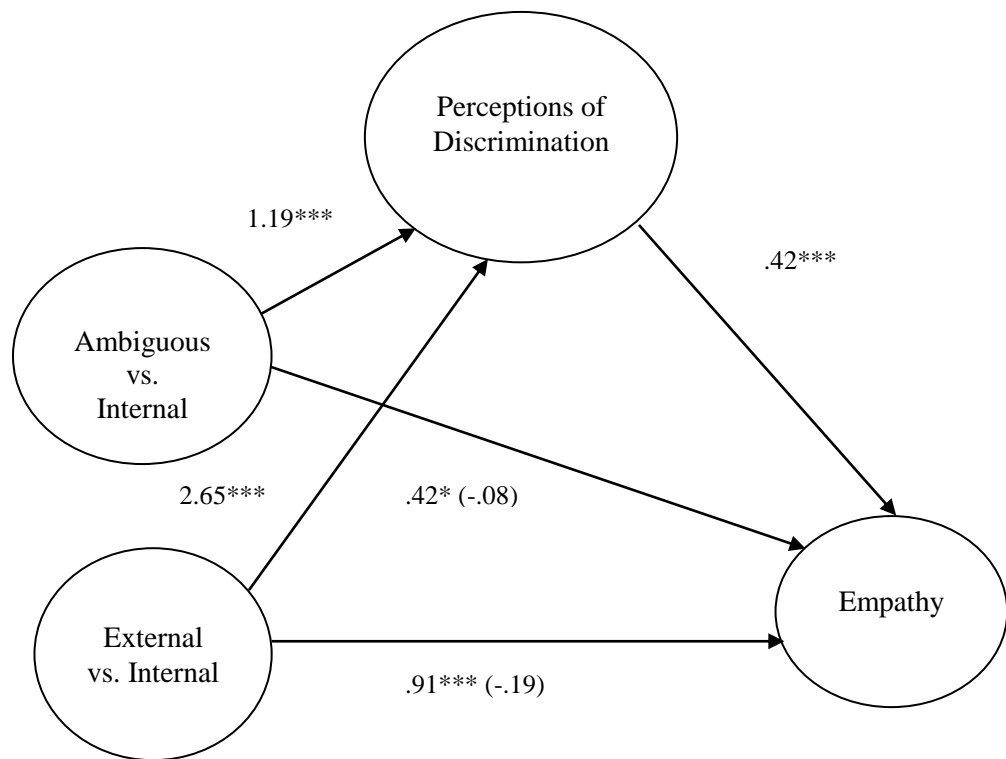 Perceptions of
Discrimination
1.19***
.42***
Ambiguous
vs.
Internal
2.65***
.42* (-.08)
Empathy
External
vs. Internal
.91*** (-.19)